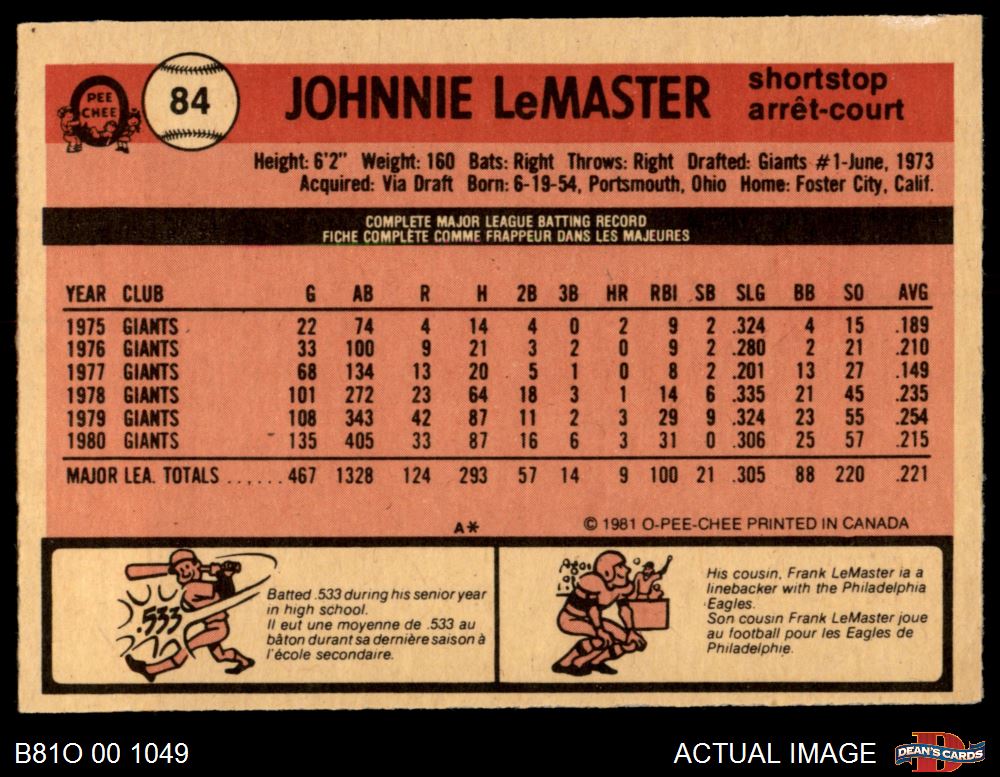 O
PEE
CHEE
84
JOHNNIE LeMASTER
shortstop
arrêt-court
Height: 6'2" Weight: 160 Bats: Right Throws: Right Drafted: Giants #1-June, 1973
Acquired: Via Draft Born: 6-19-54, Portsmouth, Ohio Home: Foster City, Calif.
COMPLETE MAJOR LEAGUE BATTING RECORD
FICHE COMPLÈTE COMME FRAPPEUR DANS LES MAJEURES
YEAR CLUB G AB R H 2B 3B HR RBI SB SLG BB SO AVG
1975 GIANTS 22 74 4 14 4 0 2 9 2 .324 4 15 .189
1976 GIANTS 33 100 9 21 3 2 0 9 2 .280 2 21 .210
1977 GIANTS 68 134 13 20 5 1 0 8 2 .201 13 27 .149
1978 GIANTS 101 272 23 64 18 3 1 14 6 .335 21 45 .235
1979 GIANTS 108 343 42 87 11 2 3 29 9 .324 23 55 .254
1980 GIANTS 135 405 33 87 16 6 3 31 0 .306 25 57 .215
MAJOR LEA. TOTALS ...... 467 1328 124 293 57 14 9 100 21 .305 88 220 .221
A*
© 1981 O-PEE-CHEE PRINTED IN CANADA
.533
Batted .533 during his senior year
in high school.
Il eut une moyenne de .533 au
bâton durant sa dernière saison à
l'école secondaire.
His cousin, Frank LeMaster ia a
linebacker with the Philadelphia
Eagles.
Son cousin Frank LeMaster joue
au football pour les Eagles de
Philadelphie.
B81O 00 1049
ACTUAL IMAGE
D
DEAN'S CARDS